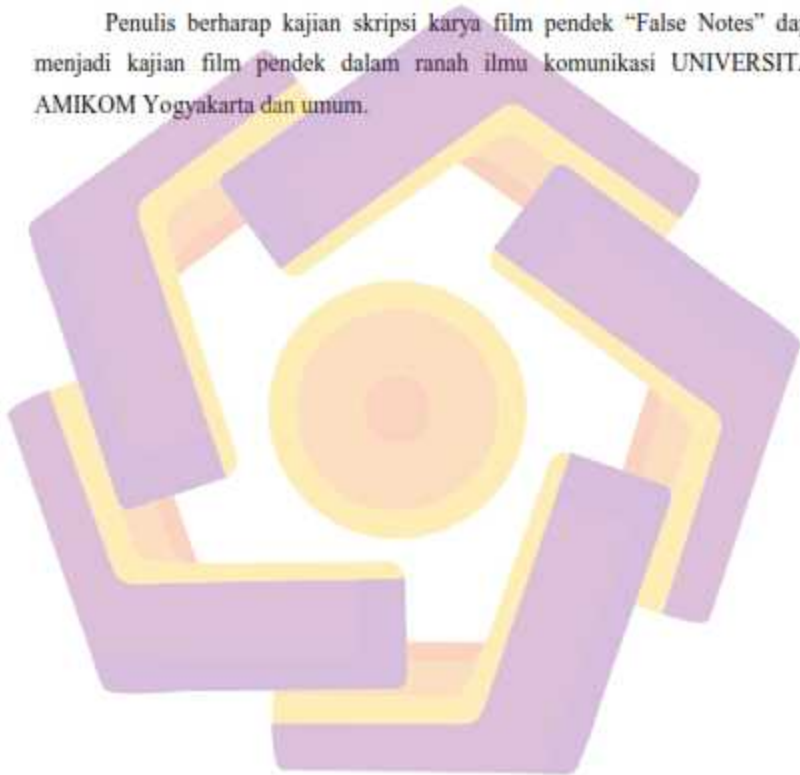 Penulis berharap kajian skripsi karya film pendek “False Notes” da
menjadi kajian film pendek dalam ranah ilmu komunikasi UNIVERSITA
AMIKOM Yogyakarta dan umum.